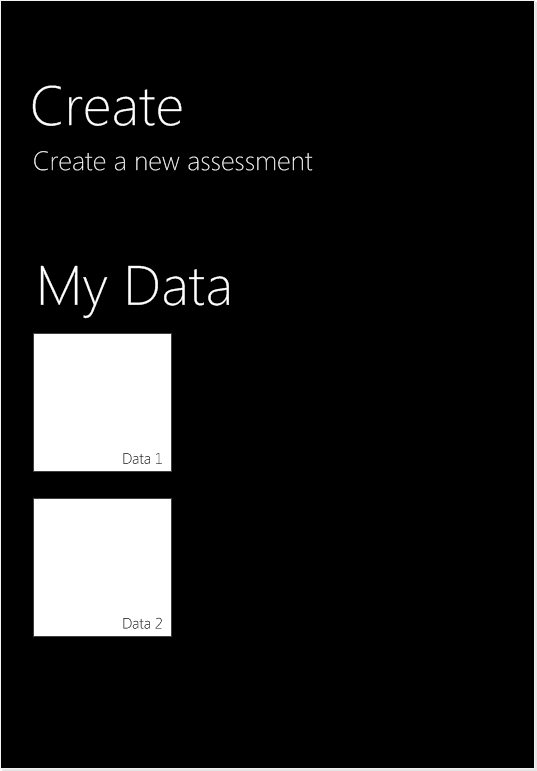 Create
Create a new assessment
My Data
Data 1
Data 2